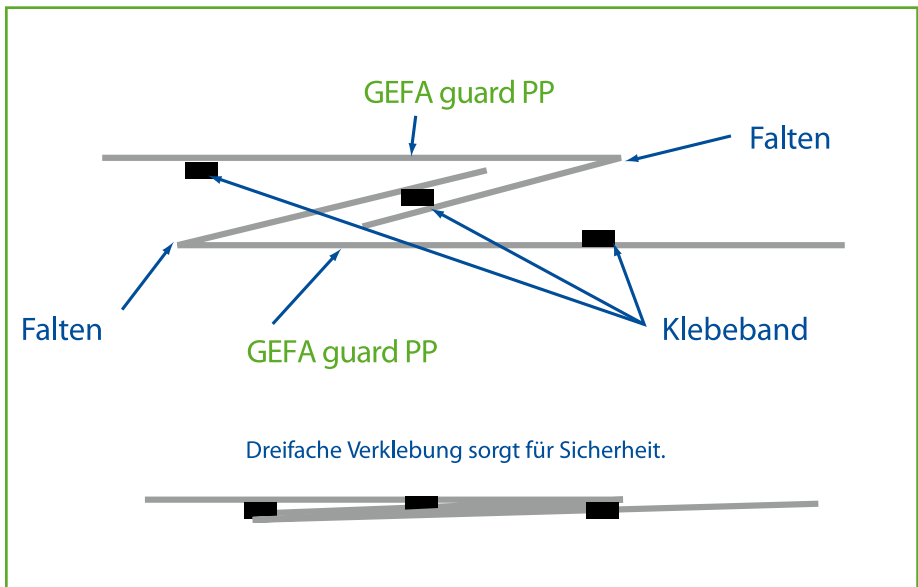 GEFA guard PP
Falten
Falten
Klebeband
GEFA guard PP
Dreifache Verklebung sorgt für Sicherheit.